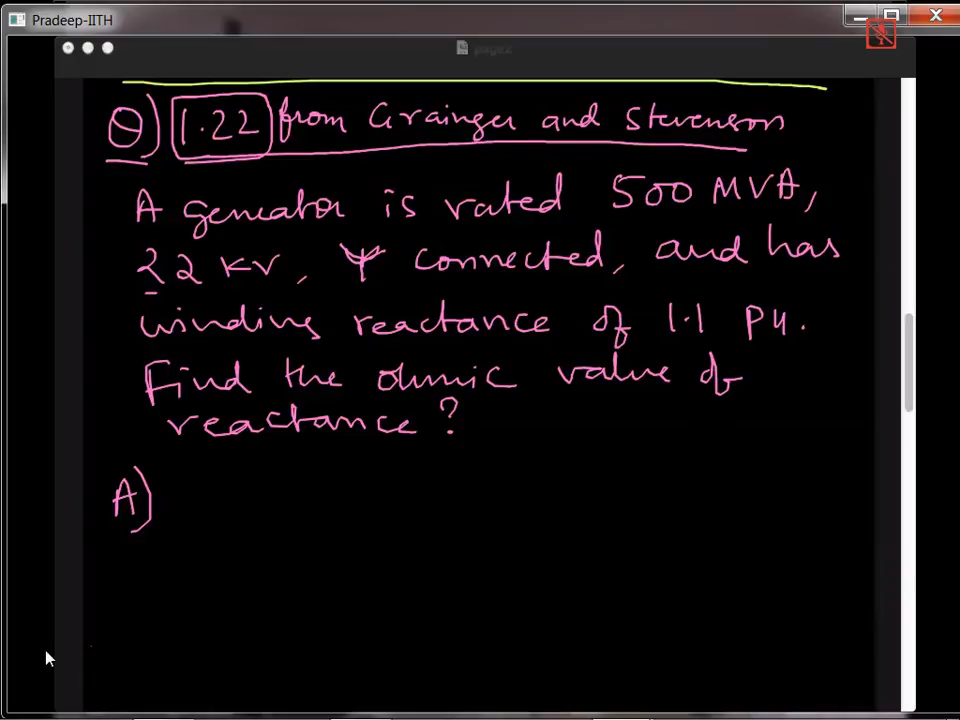 Pradeep-IITH
page2
Q) 1.22 from Grainger and Stevenson
A generator is rated 500 MVA,
22 KV, Y connected, and has
winding reactance of 1.1 pu.
Find the ohmic value of
reactance ?
A)